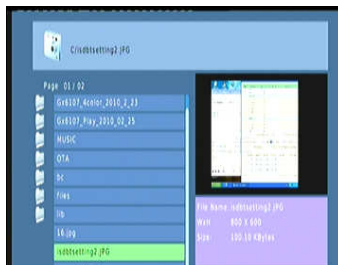 C/isdbtsetting2.JPG
Page 01 / 02
Gx6107_4color_2010_2_23
Gx6107_Play_2010_02_25
MUSIC
OTA
bc
files
lib
16.jpg
isdbtsetting2.JPG
File Name: isdbtsetting2.JPG
Wait 800 X 600
Size: 100.10 KBytes